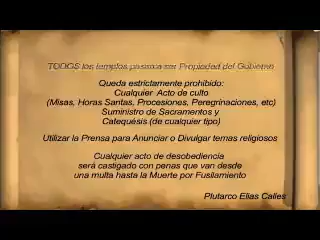 TODOS los templos pasaran ser Propiedad del Gobierno
Queda estrictamente prohibido:
Cualquier Acto de culto
(Misas, Horas Santas, Procesiones, Peregrinaciones, etc)
Suministro de Sacramentos y
Catequésis (de cualquier tipo)
Utilizar la Prensa para Anunciar o Divulgar temas religiosos
Cualquier acto de desobediencia
será castigado con penas que van desde
una multa hasta la Muerte por Fusilamiento
Plutarco Elías Calles